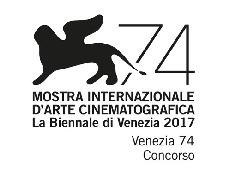 74
MOSTRA INTERNAZIONALE
D'ARTE CINEMATOGRAFICA
La Biennale di Venezia 2017
Venezia 74
Concorso